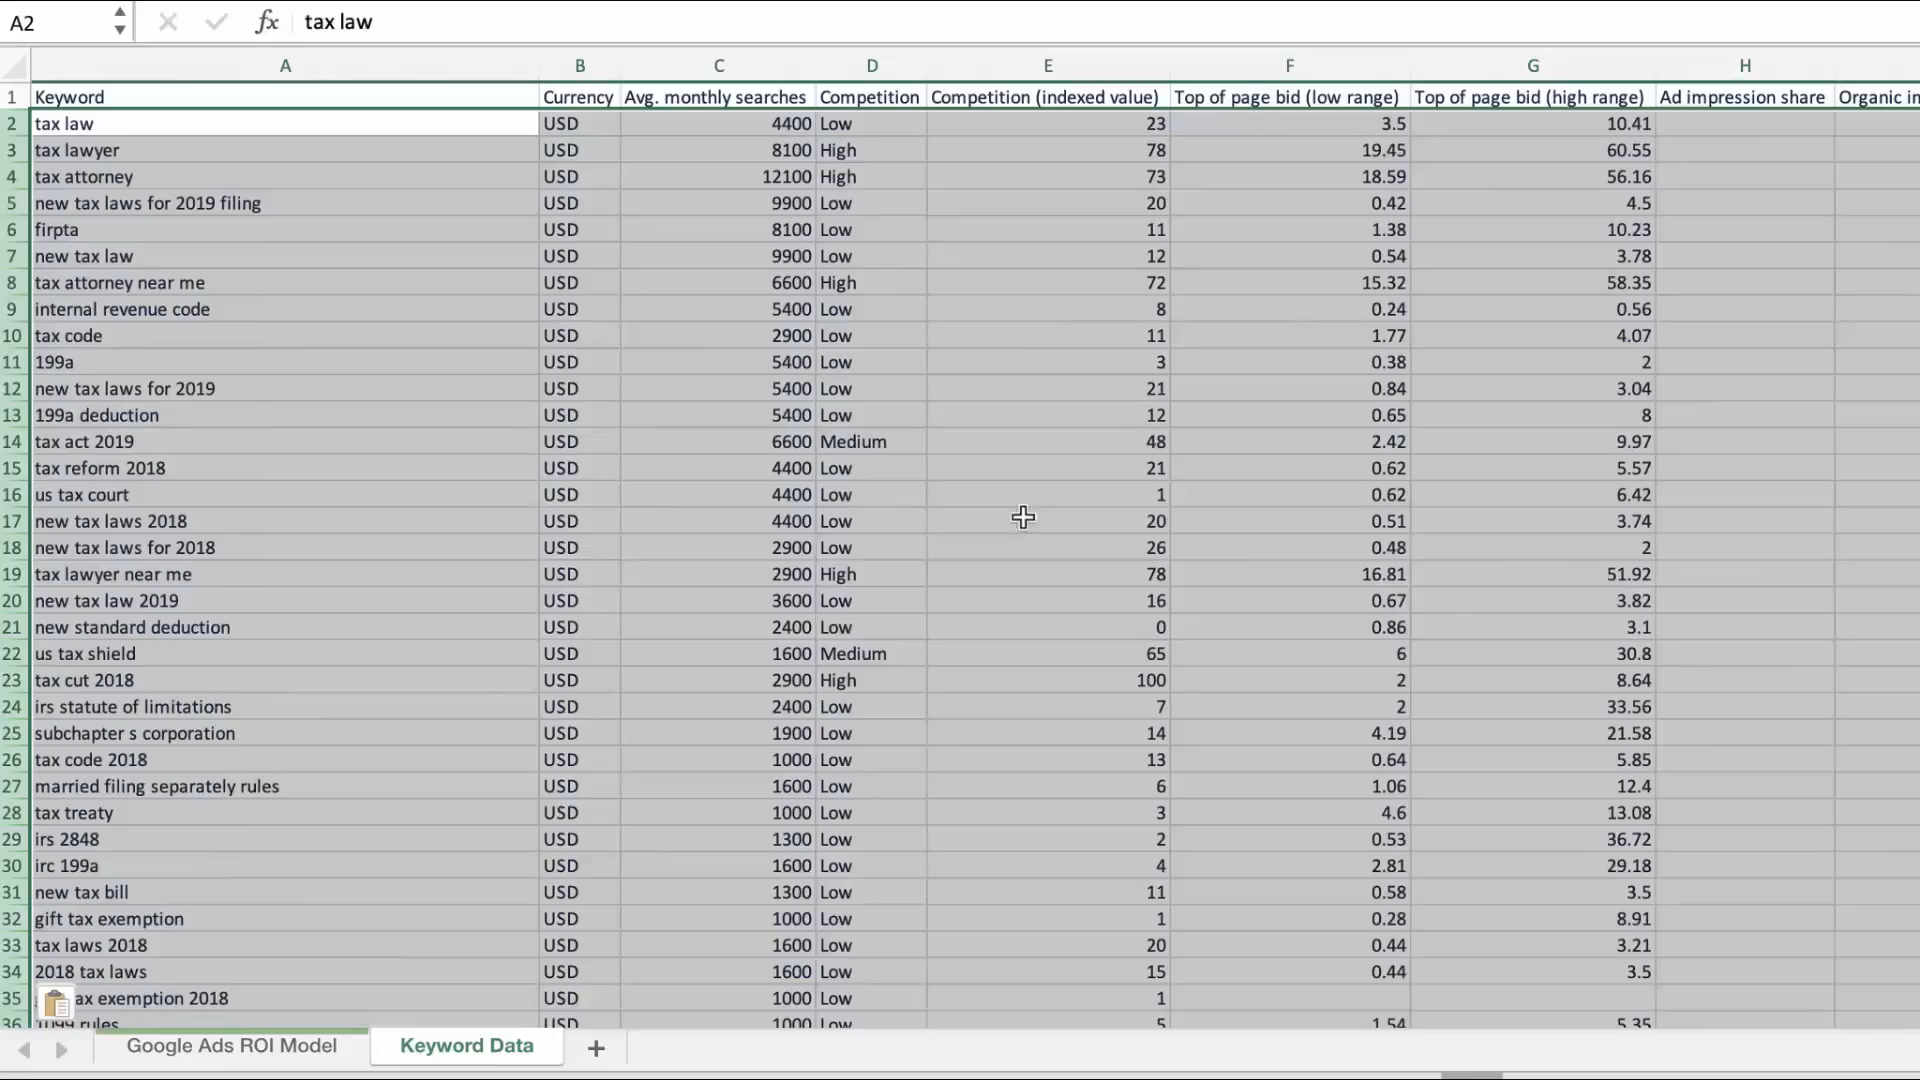 A2 fx tax law
A B C D E F G H
1 Keyword Currency Avg. monthly searches Competition Competition (indexed value) Top of page bid (low range) Top of page bid (high range) Ad impression share Organic in
2 tax law USD 4400 Low 23 3.5 10.41
3 tax lawyer USD 8100 High 78 19.45 60.55
4 tax attorney USD 12100 High 73 18.59 56.16
5 new tax laws for 2019 filing USD 9900 Low 20 0.42 4.5
6 firpta USD 8100 Low 11 1.38 10.23
7 new tax law USD 9900 Low 12 0.54 3.78
8 tax attorney near me USD 6600 High 72 15.32 58.35
9 internal revenue code USD 5400 Low 8 0.24 0.56
10 tax code USD 2900 Low 11 1.77 4.07
11 199a USD 5400 Low 3 0.38 2
12 new tax laws for 2019 USD 5400 Low 21 0.84 3.04
13 199a deduction USD 5400 Low 12 0.65 8
14 tax act 2019 USD 6600 Medium 48 2.42 9.97
15 tax reform 2018 USD 4400 Low 21 0.62 5.57
16 us tax court USD 4400 Low 1 0.62 6.42
17 new tax laws 2018 USD 4400 Low 20 0.51 3.74
18 new tax laws for 2018 USD 2900 Low 26 0.48 2
19 tax lawyer near me USD 2900 High 78 16.81 51.92
20 new tax law 2019 USD 3600 Low 16 0.67 3.82
21 new standard deduction USD 2400 Low 0 0.86 3.1
22 us tax shield USD 1600 Medium 65 6 30.8
23 tax cut 2018 USD 2900 High 100 2 8.64
24 irs statute of limitations USD 2400 Low 7 2 33.56
25 subchapter s corporation USD 1900 Low 14 4.19 21.58
26 tax code 2018 USD 1000 Low 13 0.64 5.85
27 married filing separately rules USD 1600 Low 6 1.06 12.4
28 tax treaty USD 1000 Low 3 4.6 13.08
29 irs 2848 USD 1300 Low 2 0.53 36.72
30 irc 199a USD 1600 Low 4 2.81 29.18
31 new tax bill USD 1300 Low 11 0.58 3.5
32 gift tax exemption USD 1000 Low 1 0.28 8.91
33 tax laws 2018 USD 1600 Low 20 0.44 3.21
34 2018 tax laws USD 1600 Low 15 0.44 3.5
35 ax exemption 2018 USD 1000 Low 1
36 1099 rules USD 1000 Low 5 1.54 5.35
Google Ads ROI Model Keyword Data